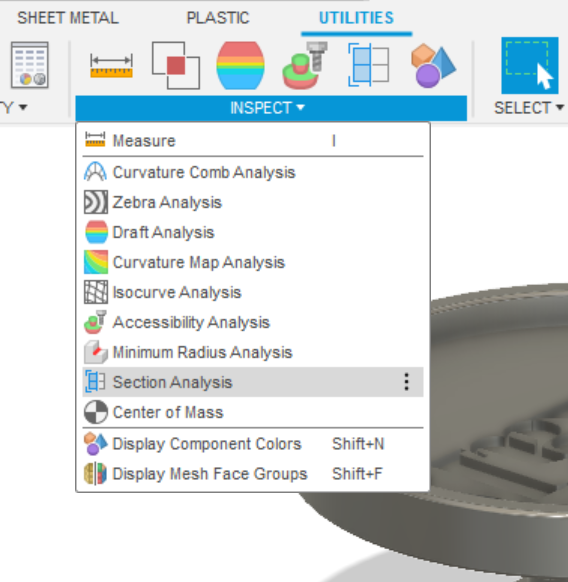 SHEET METAL PLASTIC UTILITIES
Y INSPECT SELECT
Measure I
Curvature Comb Analysis
Zebra Analysis
Draft Analysis
Curvature Map Analysis
Isocurve Analysis
Accessibility Analysis
Minimum Radius Analysis
Section Analysis
Center of Mass
Display Component Colors Shift+N
Display Mesh Face Groups Shift+F